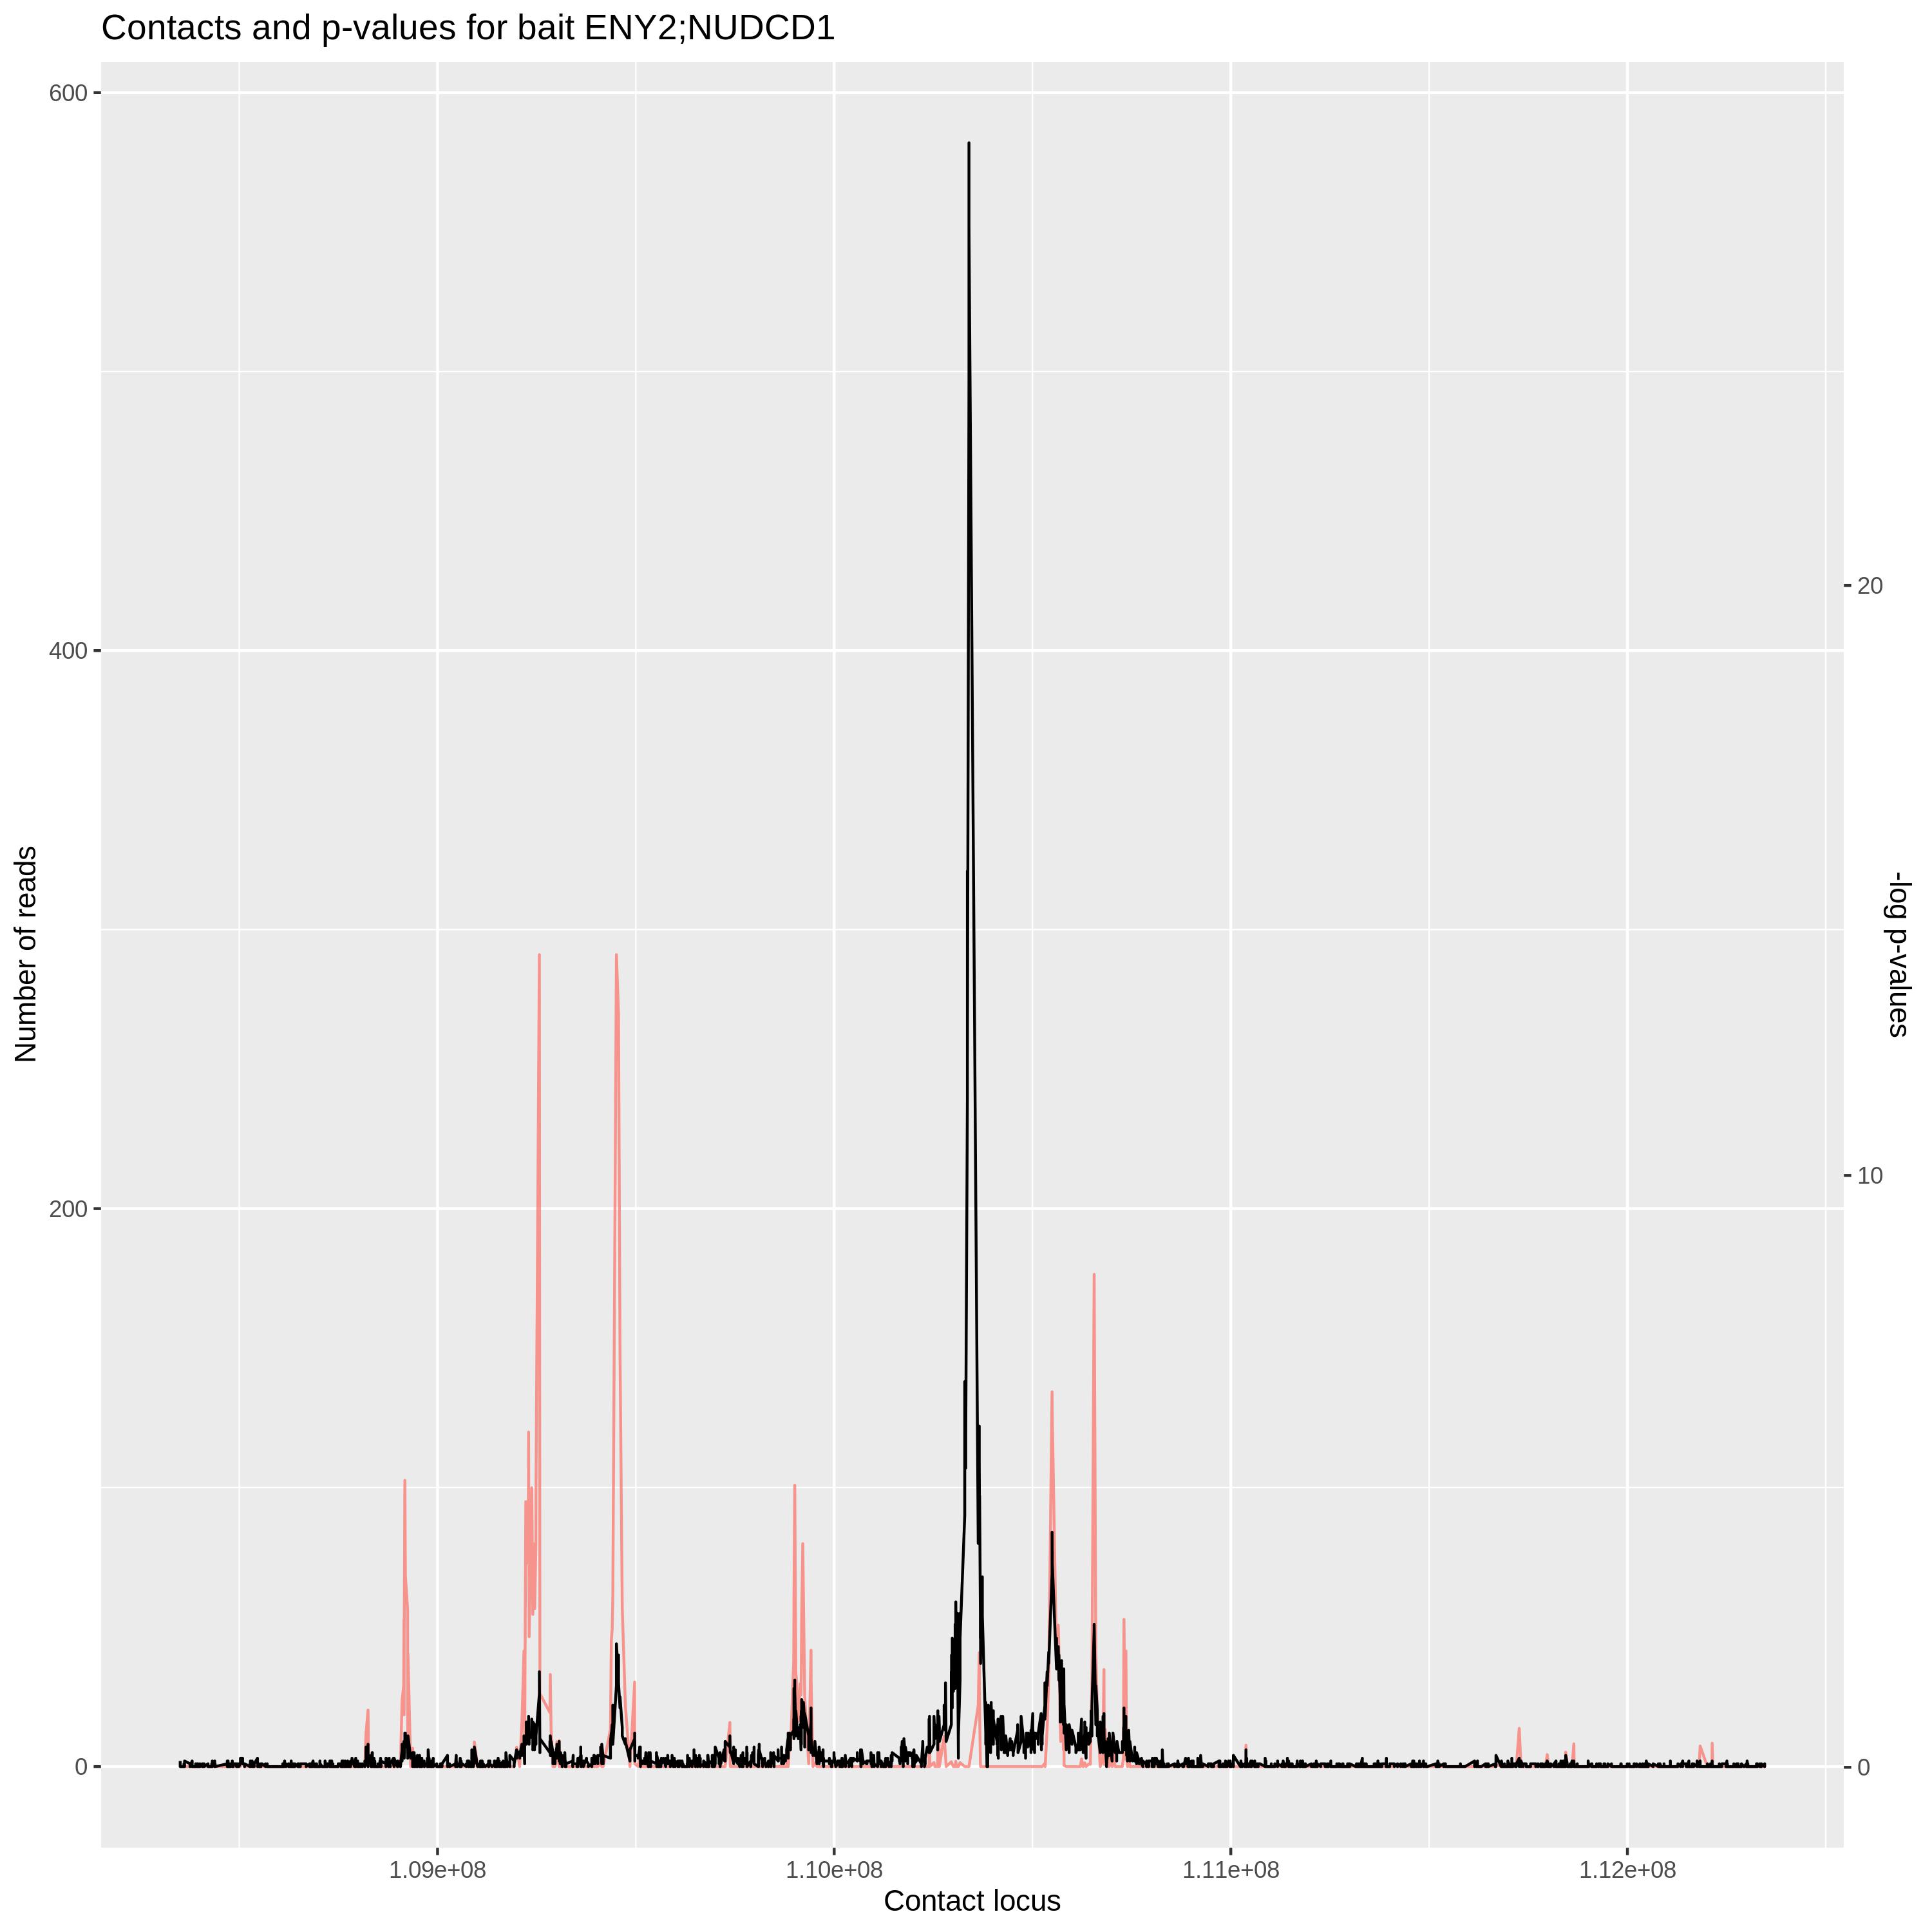 Contacts and p-values for bait ENY2;NUDCD1
600
400
200
0
Number of reads
20
10
0
-log p-values
1.09e+08
1.10e+08
1.11e+08
1.12e+08
Contact locus